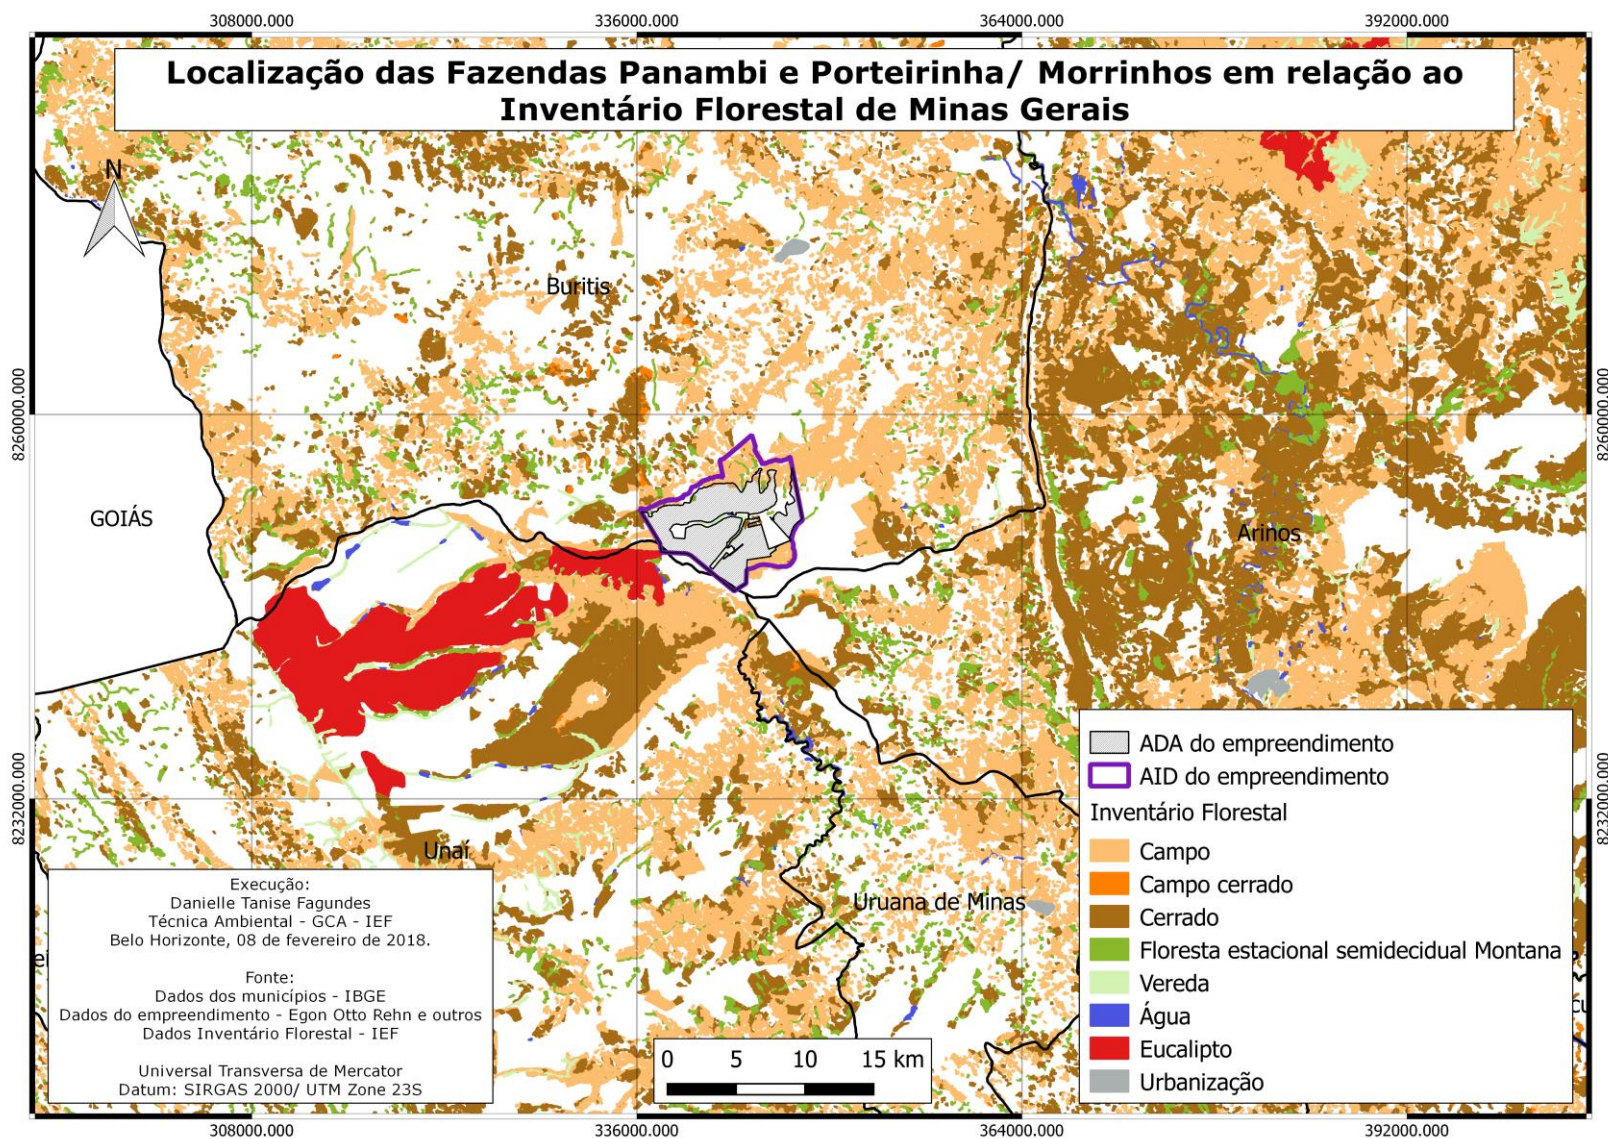 308000.000
336000.000
364000.000
392000.000
Localização das Fazendas Panambi e Porteirinha/ Morrinhos em relação ao
Inventário Florestal de Minas Gerais
N
Buritis
8260000.000
8260000.000
GOIÁS
Arinos
ADA do empreendimento
AID do empreendimento
Inventário Florestal
Campo
Campo cerrado
Cerrado
Floresta estacional semidecidual Montana
Vereda
Água
Eucalipto
Urbanização
8232000.000
8232000.000
Unaí
Uruana de Minas
Execução:
Danielle Tanise Fagundes
Técnica Ambiental - GCA - IEF
Belo Horizonte, 08 de fevereiro de 2018.
Fonte:
Dados dos municípios - IBGE
Dados do empreendimento - Egon Otto Rehn e outros
Dados Inventário Florestal - IEF
Universal Transversa de Mercator
Datum: SIRGAS 2000/ UTM Zone 23S
0 5 10 15 km
308000.000
336000.000
364000.000
392000.000